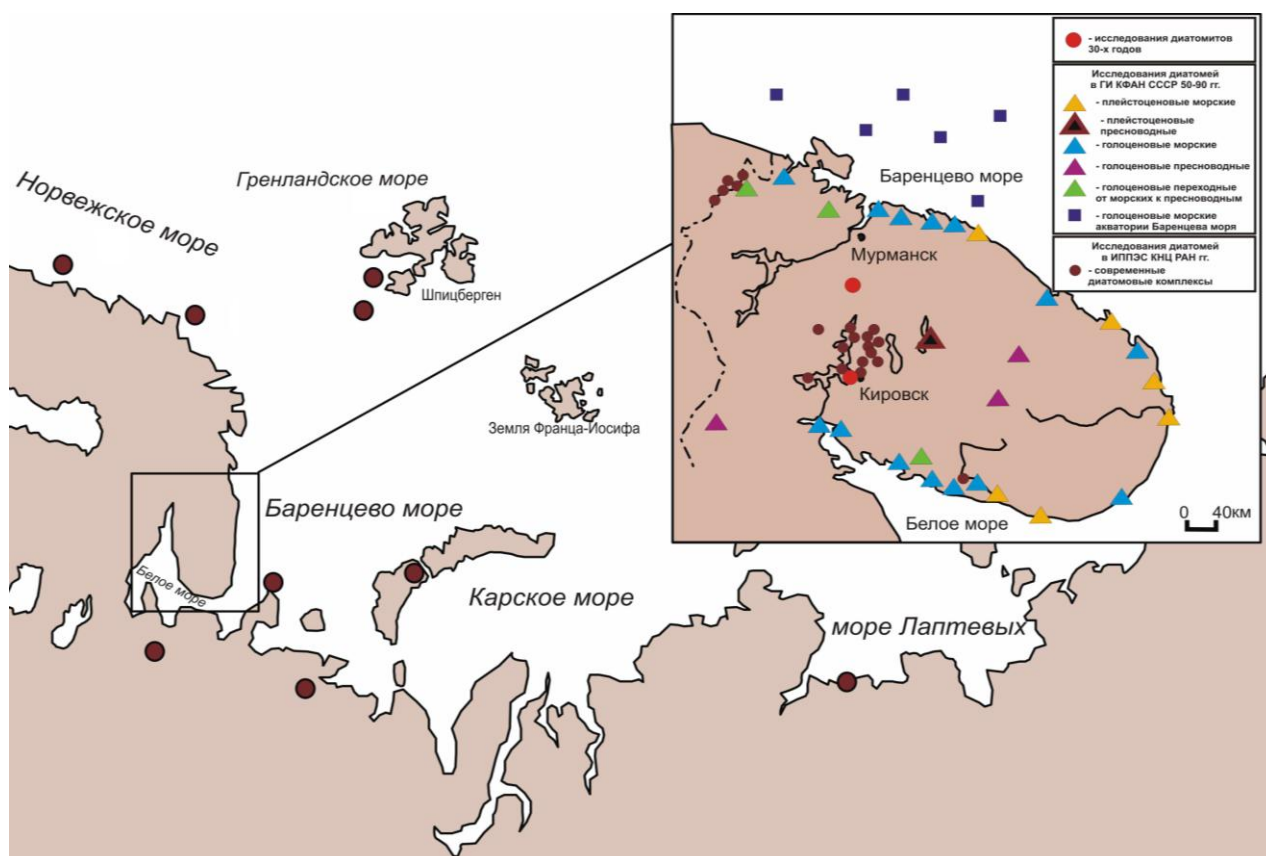 Норвежское море
Гренландское море
Шпицберген
Земля Франца-Иосифа
Баренцево море
Белое море
Карское море
море Лаптевых
Баренцево море
Мурманск
Кировск
Белое море
0 40км
- исследования диатомитов
30-х годов
Исследования диатомей
в ГИ КФАН СССР 50-90 гг.
- плейстоценовые морские
- плейстоценовые
пресноводные
- голоценовые морские
- голоценовые пресноводные
- голоценовые переходные
от морских к пресноводным
- голоценовые морские
акватории Баренцева моря
Исследования диатомей
в ИППЭС КНЦ РАН гг.
- современные
диатомовые комплексы